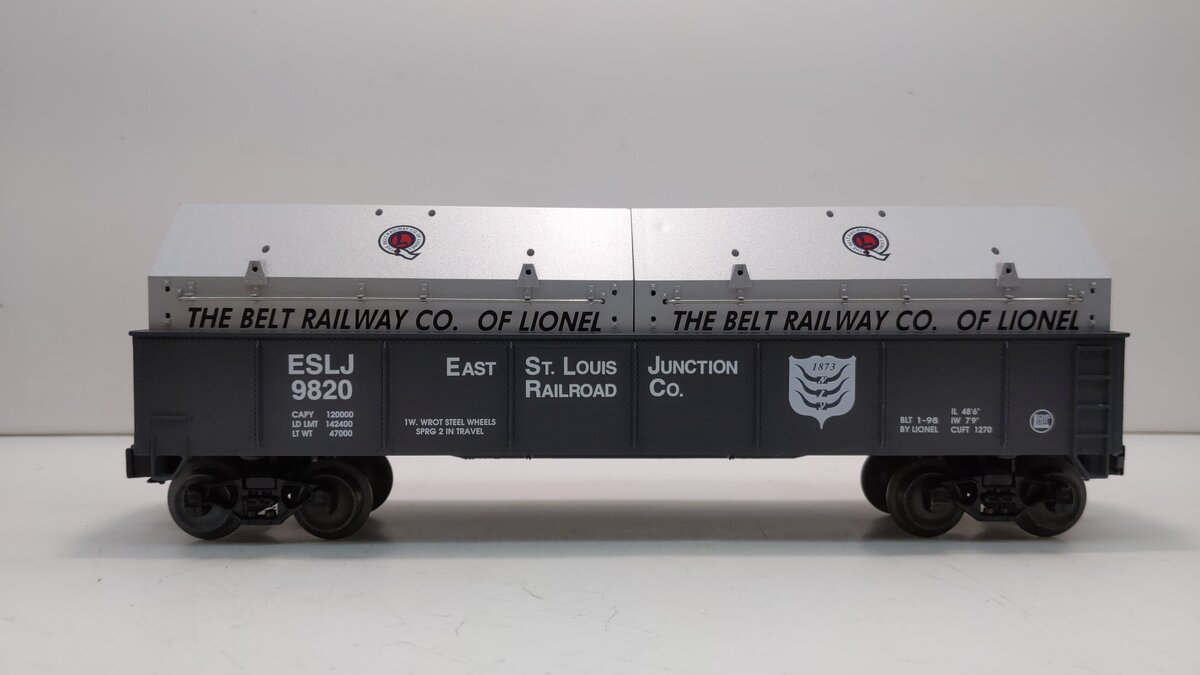 THE BELT RAILWAY CO. OF LIONEL
THE BELT RAILWAY CO. OF LIONEL
ESLJ
9820
CAPY 120000
LD LMT 142400
LT WT 47000
EAST ST. LOUIS JUNCTION
RAILROAD CO.
1W. WROT STEEL WHEELS
SPRG 2 IN TRAVEL
1873
BLT 1-98
BY LIONEL
IL 48'6"
IW 7'9"
CUFT 1270